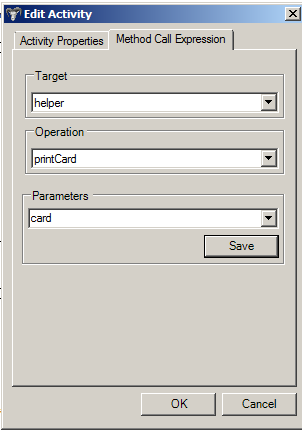 Edit Activity
Activity Properties
Method Call Expression
Target
helper
Operation
printCard
Parameters
card
Save
OK
Cancel